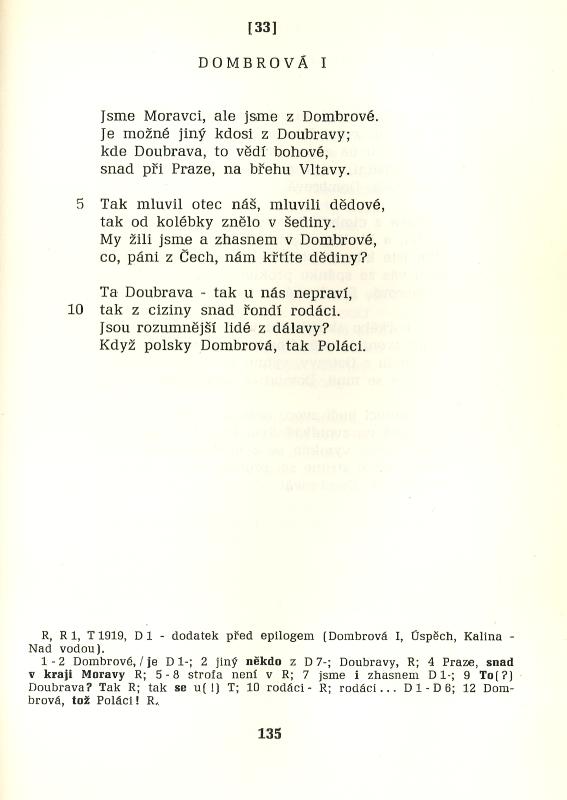 [33]
DOMBROVÁ I
Jsme Moravci, ale jsme z Dombrové.
Je možné jiný kdosi z Doubravy;
kde Doubrava, to vědí bohové,
snad při Praze, na břehu Vltavy.
5 Tak mluvil otec náš, mluvili dědové,
tak od kolébky znělo v šediny.
My žili jsme a zhasnem v Dombrové,
co, páni z Čech, nám křtíte dědiny?
Ta Doubrava - tak u nás nepraví,
10 tak z ciziny snad řondí rodáci.
Jsou rozumnější lidé z dálavy?
Když polsky Dombrová, tak Poláci.
R, R 1, T 1919, D 1 - dodatek před epilogem (Dombrová I, Úspěch, Kalina -
Nad vodou).
1 - 2 Dombrové,/je D 1-; 2 jiný někdo z D 7-; Doubravy, R; 4 Praze, snad
v kraji Moravy R; 5-8 strofa není v R; 7 jsme i zhasnem D 1-; 9 To(?)
Doubrava? Tak R; tak se u(!) T; 10 rodáci- R; rodáci... D 1 - D 6; 12 Dom-
brová, tož Poláci! R.
135